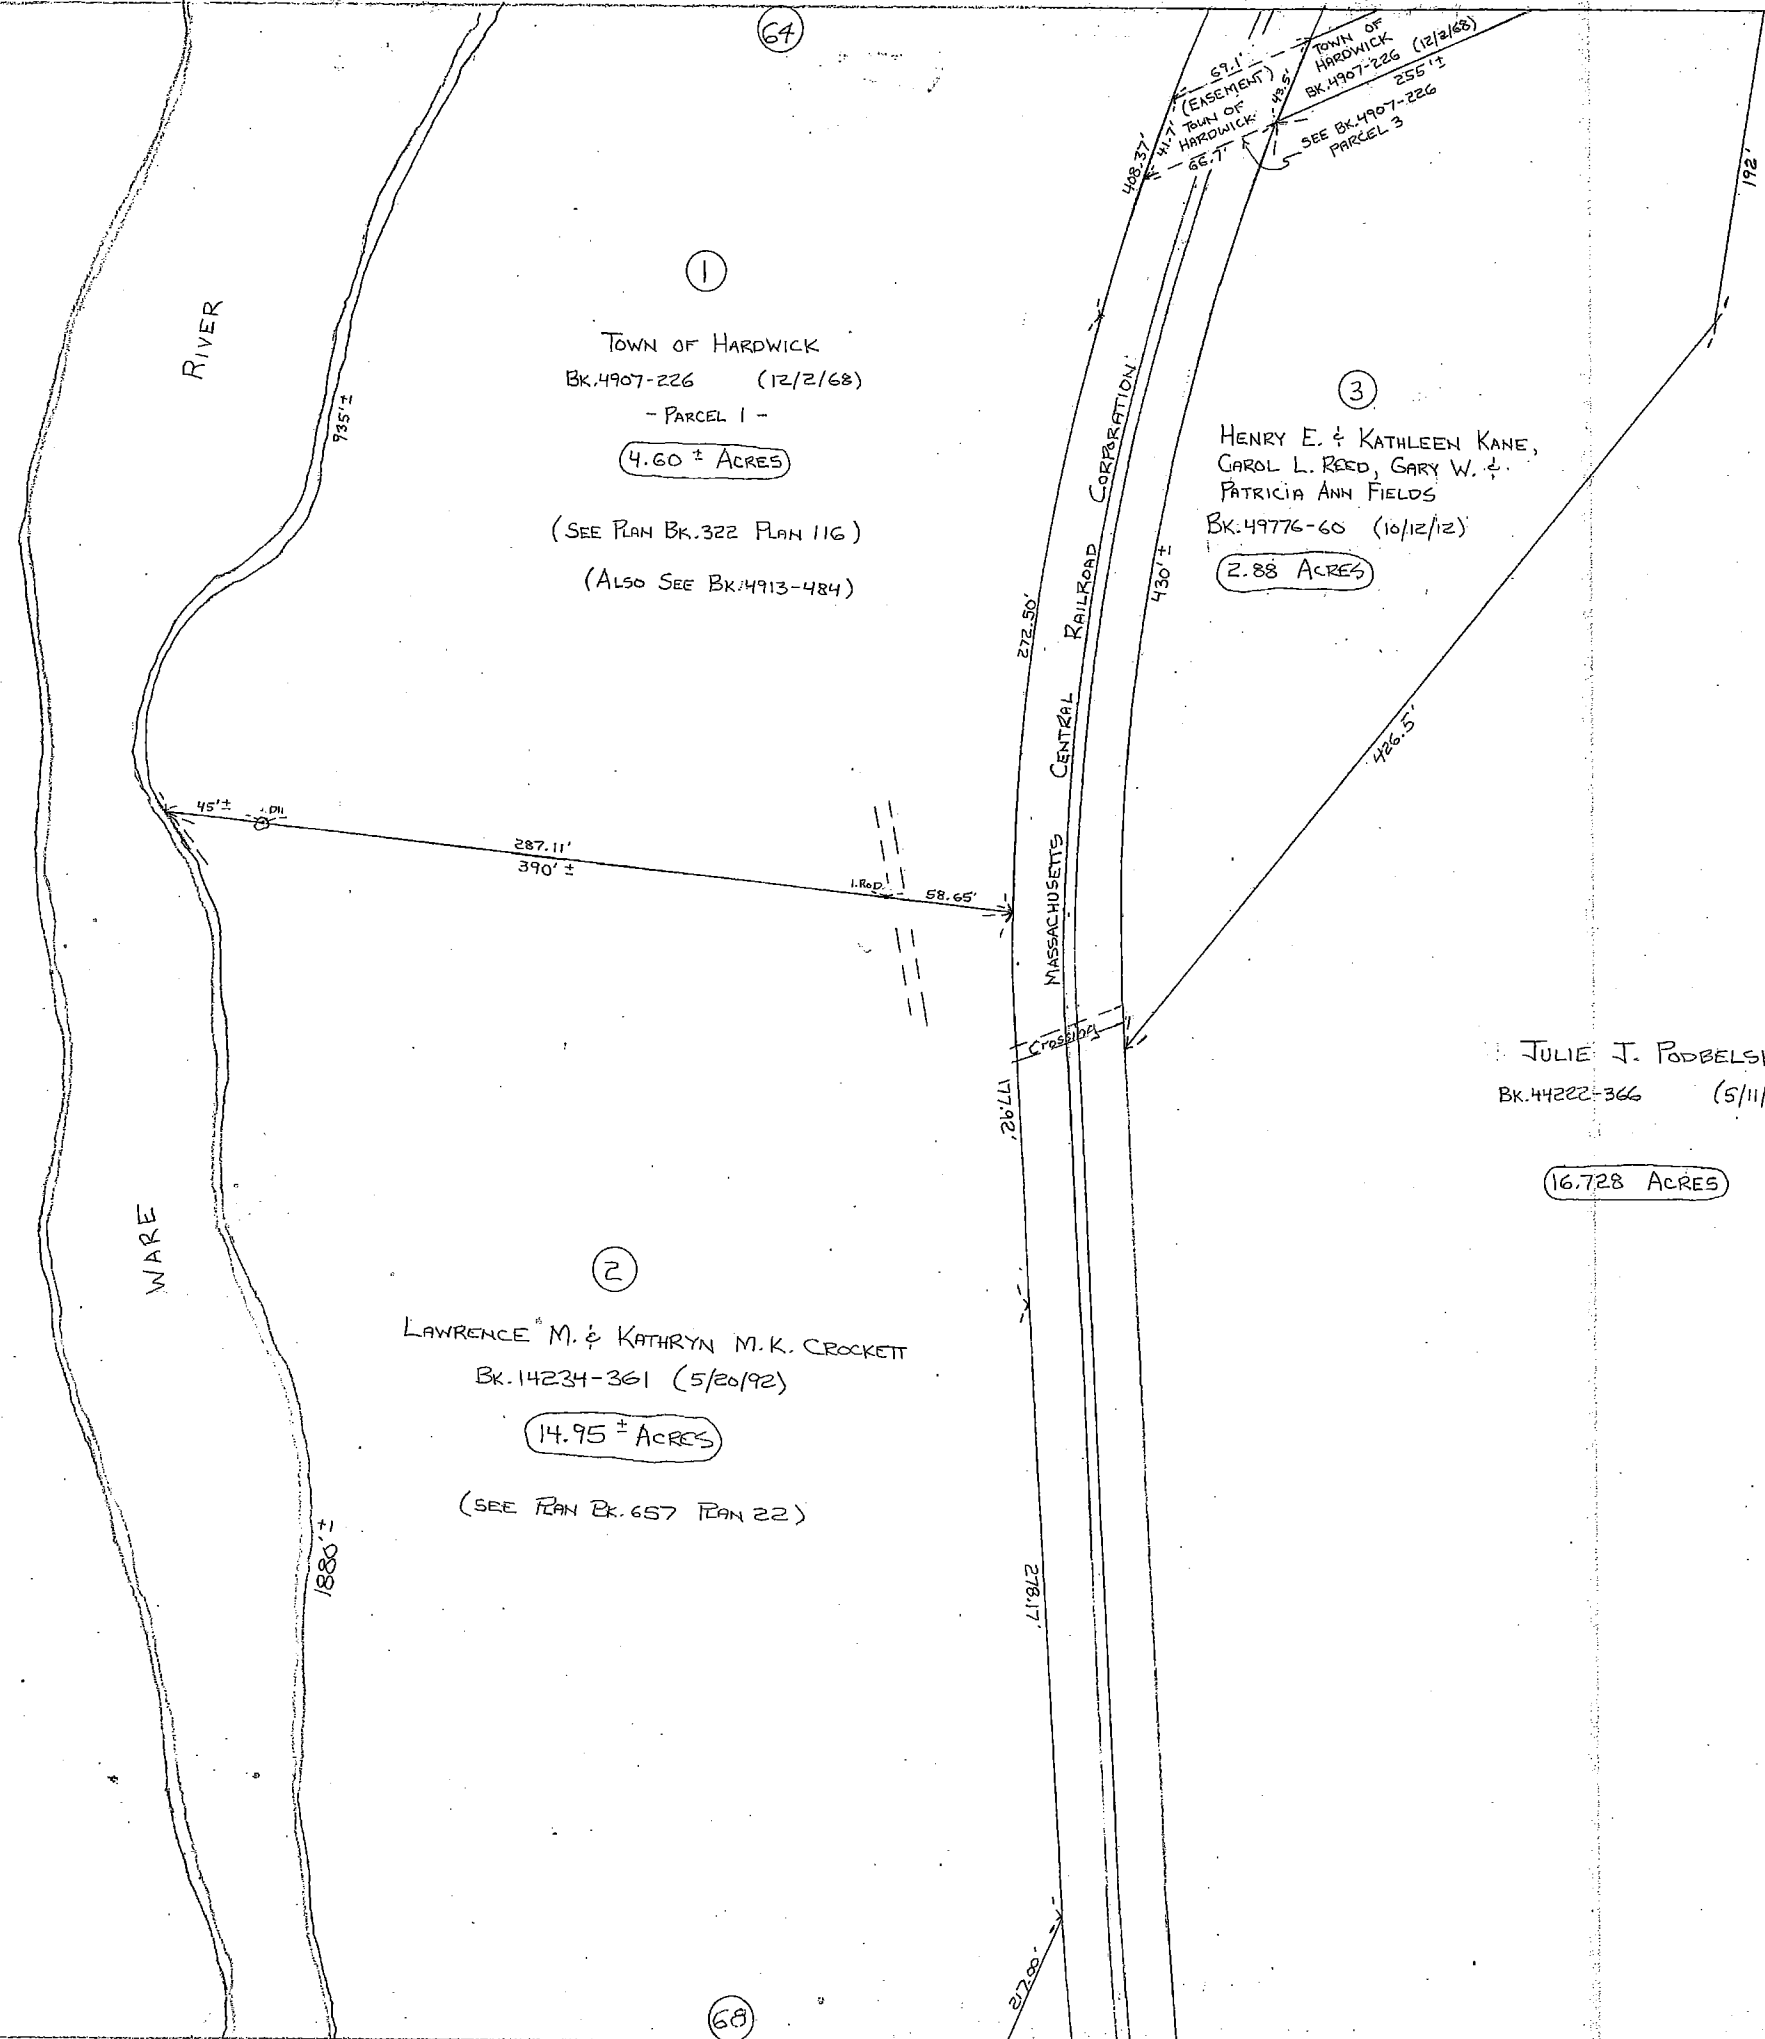 64
69.1'
(EASEMENT)
TOWN OF
HARDWICK
41.7'
43.5'
66.7'
408.37'
TOWN OF
HARDWICK
BK.4907-226 (12/2/68)
255'±
SEE BK.4907-226
PARCEL 3
192'
RIVER
935'±
1
TOWN OF HARDWICK
BK.4907-226 (12/2/68)
- PARCEL 1 -
4.60 ± ACRES
(SEE PLAN BK.322 PLAN 116)
(ALSO SEE BK.4913-484)
272.50'
MASSACHUSETTS CENTRAL RAILROAD CORPORATION
430'±
3
HENRY E. & KATHLEEN KANE,
CAROL L. REED, GARY W. &
PATRICIA ANN FIELDS
BK.49776-60 (10/12/12)
2.88 ACRES
426.5'
45'±
287.11'
390'±
I.ROD
58.65'
Crossing
177.92'
JULIE J. PODBELS
BK.44222-366 (5/11/
16.728 ACRES
WARE
2
LAWRENCE M. & KATHRYN M.K. CROCKETT
BK.14234-361 (5/20/92)
14.95 ± ACRES
(SEE PLAN BK.657 PLAN 22)
1880'±
278.17'
217.00'
68